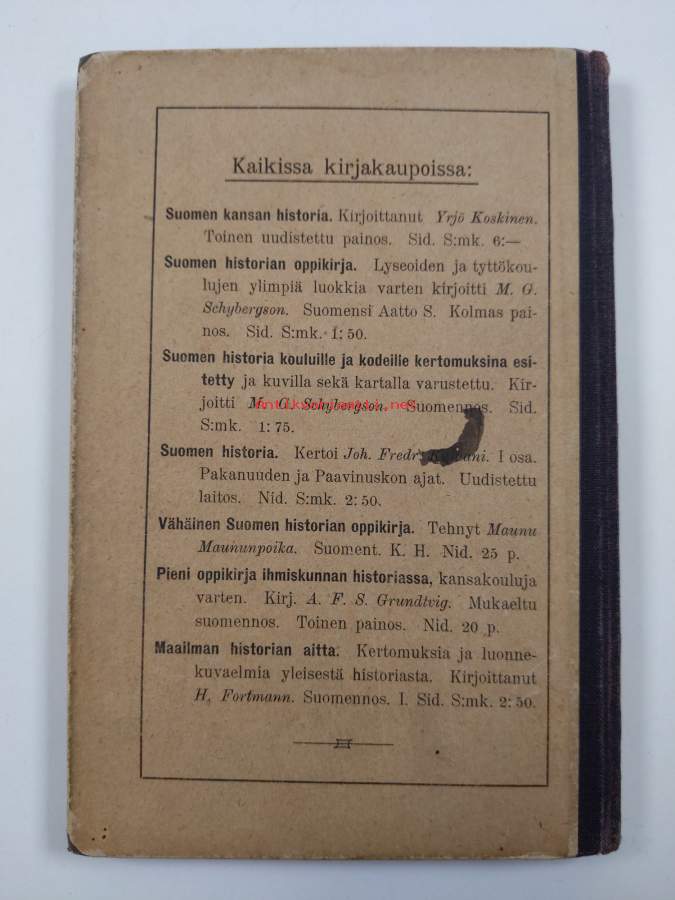 Kaikissa kirjakaupoissa:
Suomen kansan historia. Kirjoittanut Yrjö Koskinen.
Toinen uudistettu painos. Sid. S:mk. 6:—
Suomen historian oppikirja. Lyseoiden ja tyttökou-
lujen ylimpiä luokkia varten kirjoitti M. G.
Schybergson. Suomensi Aatto S. Kolmas pai-
nos. Sid. S:mk. 1: 50.
Suomen historia kouluille ja kodeille kertomuksina esi-
tetty ja kuvilla sekä kartalla varustettu. Kir-
joitti M. G. Schybergson. Suomennos. Sid.
S:mk. 1: 75.
antikvariaatti.net
Suomen historia. Kertoi Joh. Fredr. I osa.
Pakanuuden ja Paavinuskon ajat. Uudistettu
laitos. Nid. S:mk. 2: 50.
Vähäinen Suomen historian oppikirja. Tehnyt Maunu
Maununpoika. Suoment. K. H. Nid. 25 p.
Pieni oppikirja ihmiskunnan historiassa, kansakouluja
varten. Kirj. A. F. S. Grundtvig. Mukaeltu
suomennos. Toinen painos. Nid. 20 p.
Maailman historian aitta. Kertomuksia ja luonne-
kuvaelmia yleisestä historiasta. Kirjoittanut
H. Fortmann. Suomennos. I. Sid. S:mk. 2: 50.